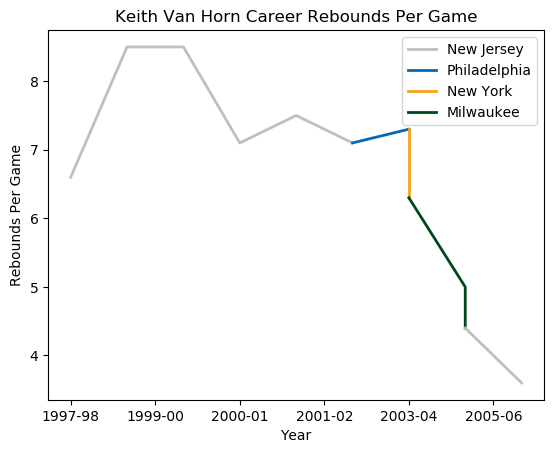 Keith Van Horn Career Rebounds Per Game
New Jersey
Philadelphia
New York
Milwaukee
8
7
6
5
4
Rebounds Per Game
1997-98
1999-00
2000-01
2001-02
2003-04
2005-06
Year